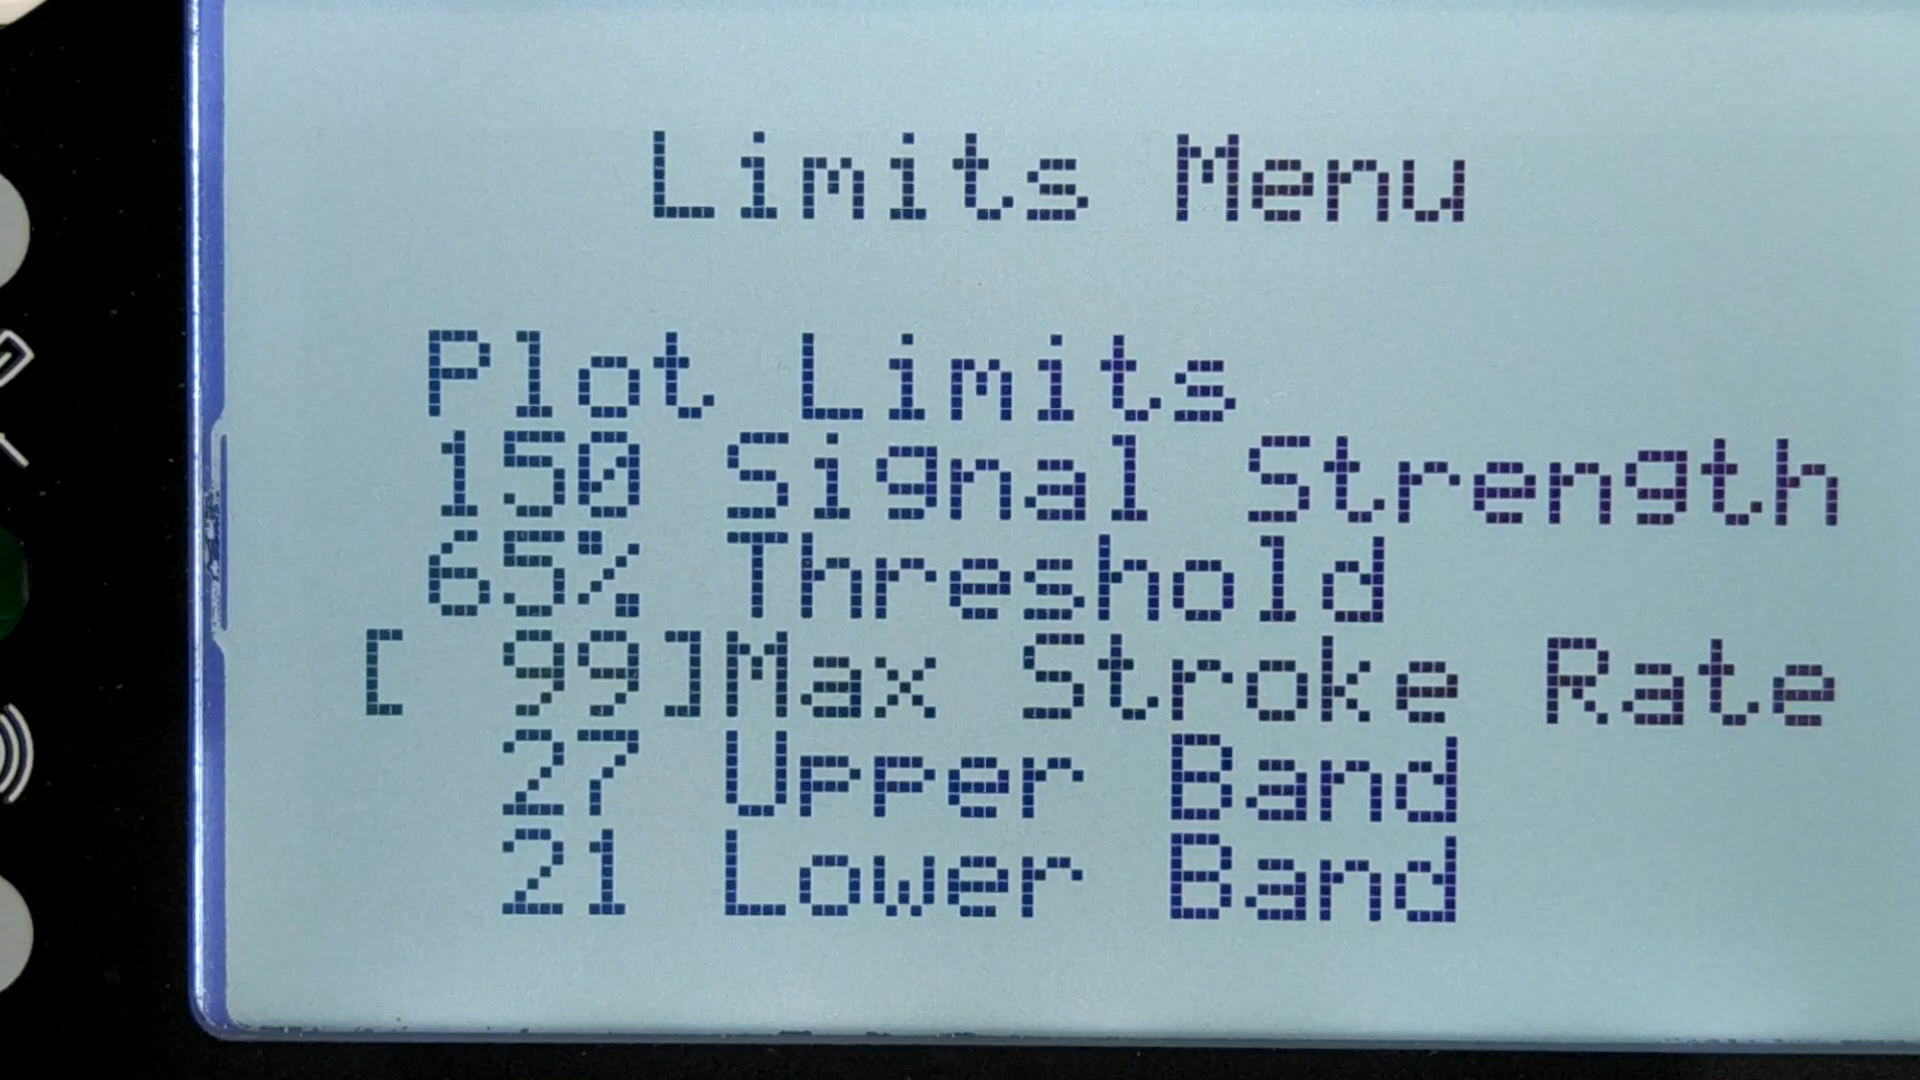 Limits Menu
Plot Limits
150 Signal Strength
65% Threshold
[ 99]Max Stroke Rate
27 Upper Band
21 Lower Band